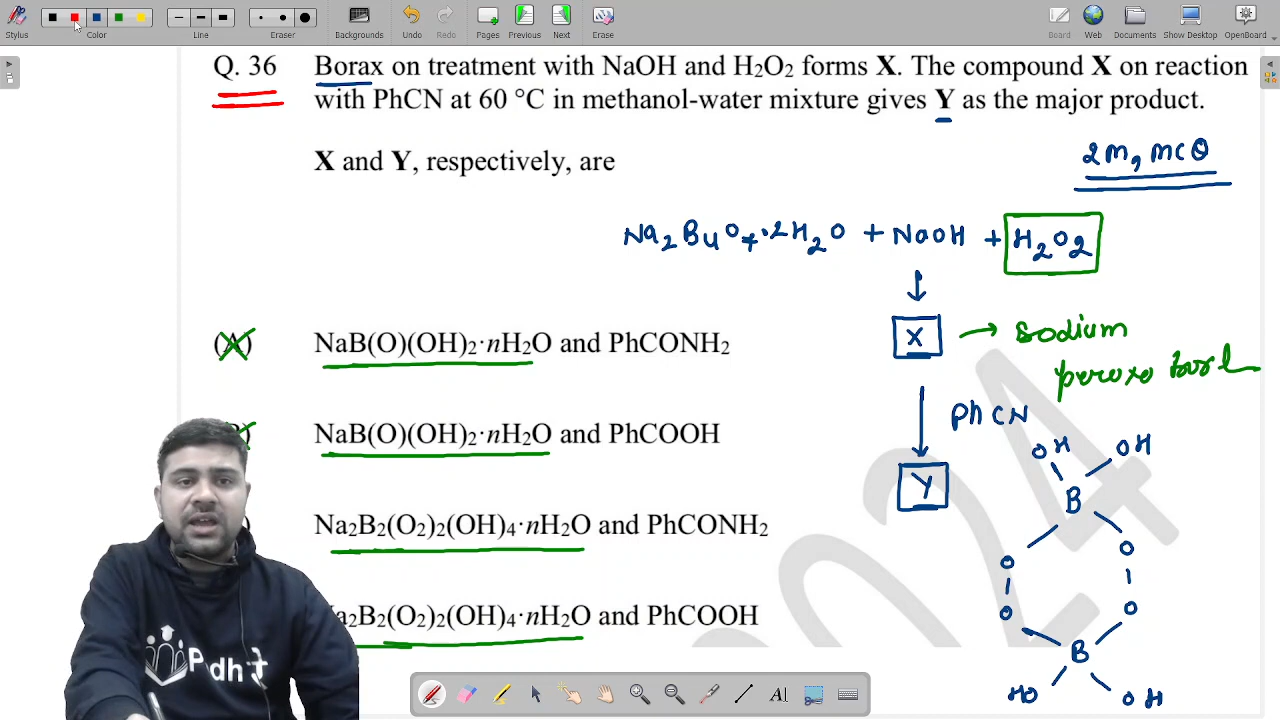 Stylus
Color
Line
Eraser
Backgrounds
Undo
Redo
Pages
Previous
Next
Erase
Board
Web
Documents
Show Desktop
OpenBoard
Q. 36 Borax on treatment with NaOH and H2O2 forms X. The compound X on reaction
with PhCN at 60 °C in methanol-water mixture gives Y as the major product.
2M, MCQ
X and Y, respectively, are
Na2B4O7.2H2O + NaOH + H2O2
X → sodium
peroxo
(A) NaB(O)(OH)2·nH2O and PhCONH2
PhCN
NaB(O)(OH)2·nH2O and PhCOOH
Y
Na2B2(O2)2(OH)4·nH2O and PhCONH2
Na2B2(O2)2(OH)4·nH2O and PhCOOH
OH OH
B
O O
O O
B
HO OH
2024
Pdhरे
AI